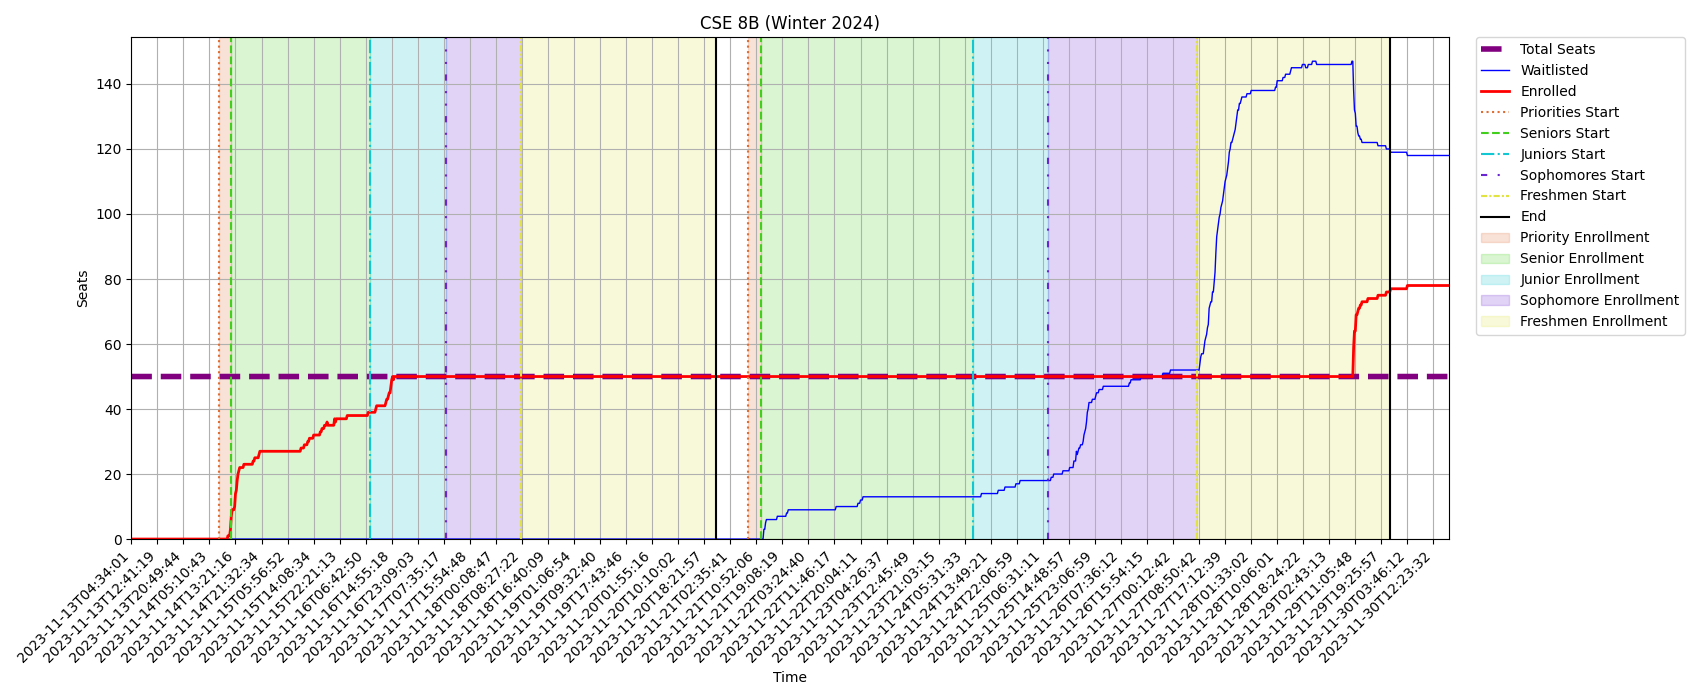 CSE 8B (Winter 2024)
Seats
140
120
100
80
60
40
20
0
2023-11-13T04:34:01
2023-11-13T12:41:19
2023-11-13T20:49:44
2023-11-14T05:10:43
2023-11-14T13:21:16
2023-11-14T21:32:34
2023-11-15T05:56:52
2023-11-15T14:08:34
2023-11-15T22:21:13
2023-11-16T06:42:50
2023-11-16T14:55:18
2023-11-16T23:09:03
2023-11-17T07:35:17
2023-11-17T15:54:48
2023-11-18T00:08:47
2023-11-18T08:27:22
2023-11-18T16:40:09
2023-11-19T01:06:54
2023-11-19T09:32:40
2023-11-19T17:43:46
2023-11-20T01:55:16
2023-11-20T10:10:02
2023-11-20T18:21:57
2023-11-21T02:35:41
2023-11-21T10:52:06
2023-11-21T19:08:19
2023-11-22T03:24:40
2023-11-22T11:46:17
2023-11-22T20:04:11
2023-11-23T04:26:37
2023-11-23T12:45:49
2023-11-23T21:03:15
2023-11-24T05:31:33
2023-11-24T13:49:21
2023-11-24T22:06:59
2023-11-25T06:31:11
2023-11-25T14:48:57
2023-11-25T23:06:59
2023-11-26T07:36:12
2023-11-26T15:54:15
2023-11-27T00:12:42
2023-11-27T08:50:42
2023-11-27T17:12:39
2023-11-28T01:33:02
2023-11-28T10:06:01
2023-11-28T18:24:22
2023-11-29T02:43:13
2023-11-29T11:05:48
2023-11-29T19:25:57
2023-11-30T03:46:12
2023-11-30T12:23:32
Time
Total Seats
Waitlisted
Enrolled
Priorities Start
Seniors Start
Juniors Start
Sophomores Start
Freshmen Start
End
Priority Enrollment
Senior Enrollment
Junior Enrollment
Sophomore Enrollment
Freshmen Enrollment